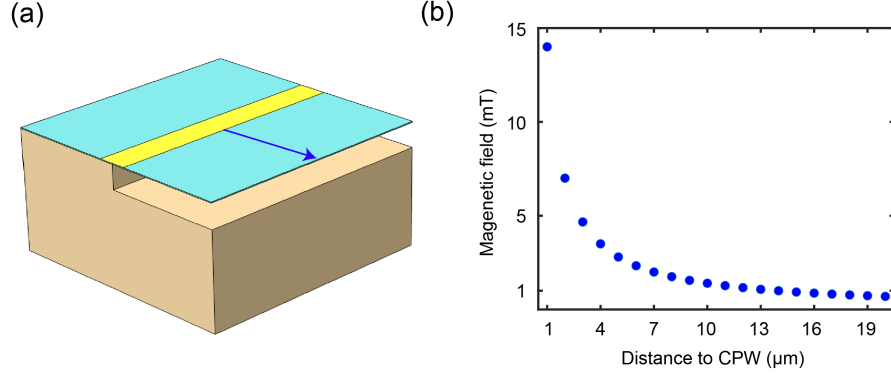 (a)
(b)
15
10
5
1
Magenetic field (mT)
1 4 7 10 13 16 19
Distance to CPW (μm)